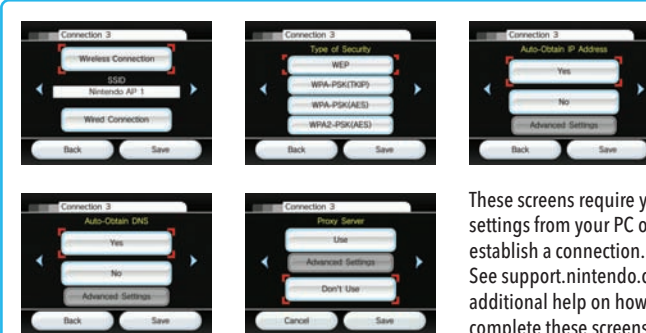 Connection 3
Wireless Connection
SSID
Nintendo AP 1
Wired Connection
Back Save
Connection 3
Type of Security
WEP
WPA-PSK(TKIP)
WPA-PSK(AES)
WPA2-PSK(AES)
Back Save
Connection 3
Auto-Obtain IP Address
Yes
No
Advanced Settings
Back Save
Connection 3
Auto-Obtain DNS
Yes
No
Advanced Settings
Back Save
Connection 3
Proxy Server
Use
Advanced Settings
Don't Use
Cancel Save
These screens require
settings from your PC
establish a connection.
See
additional help on how
complete these screens